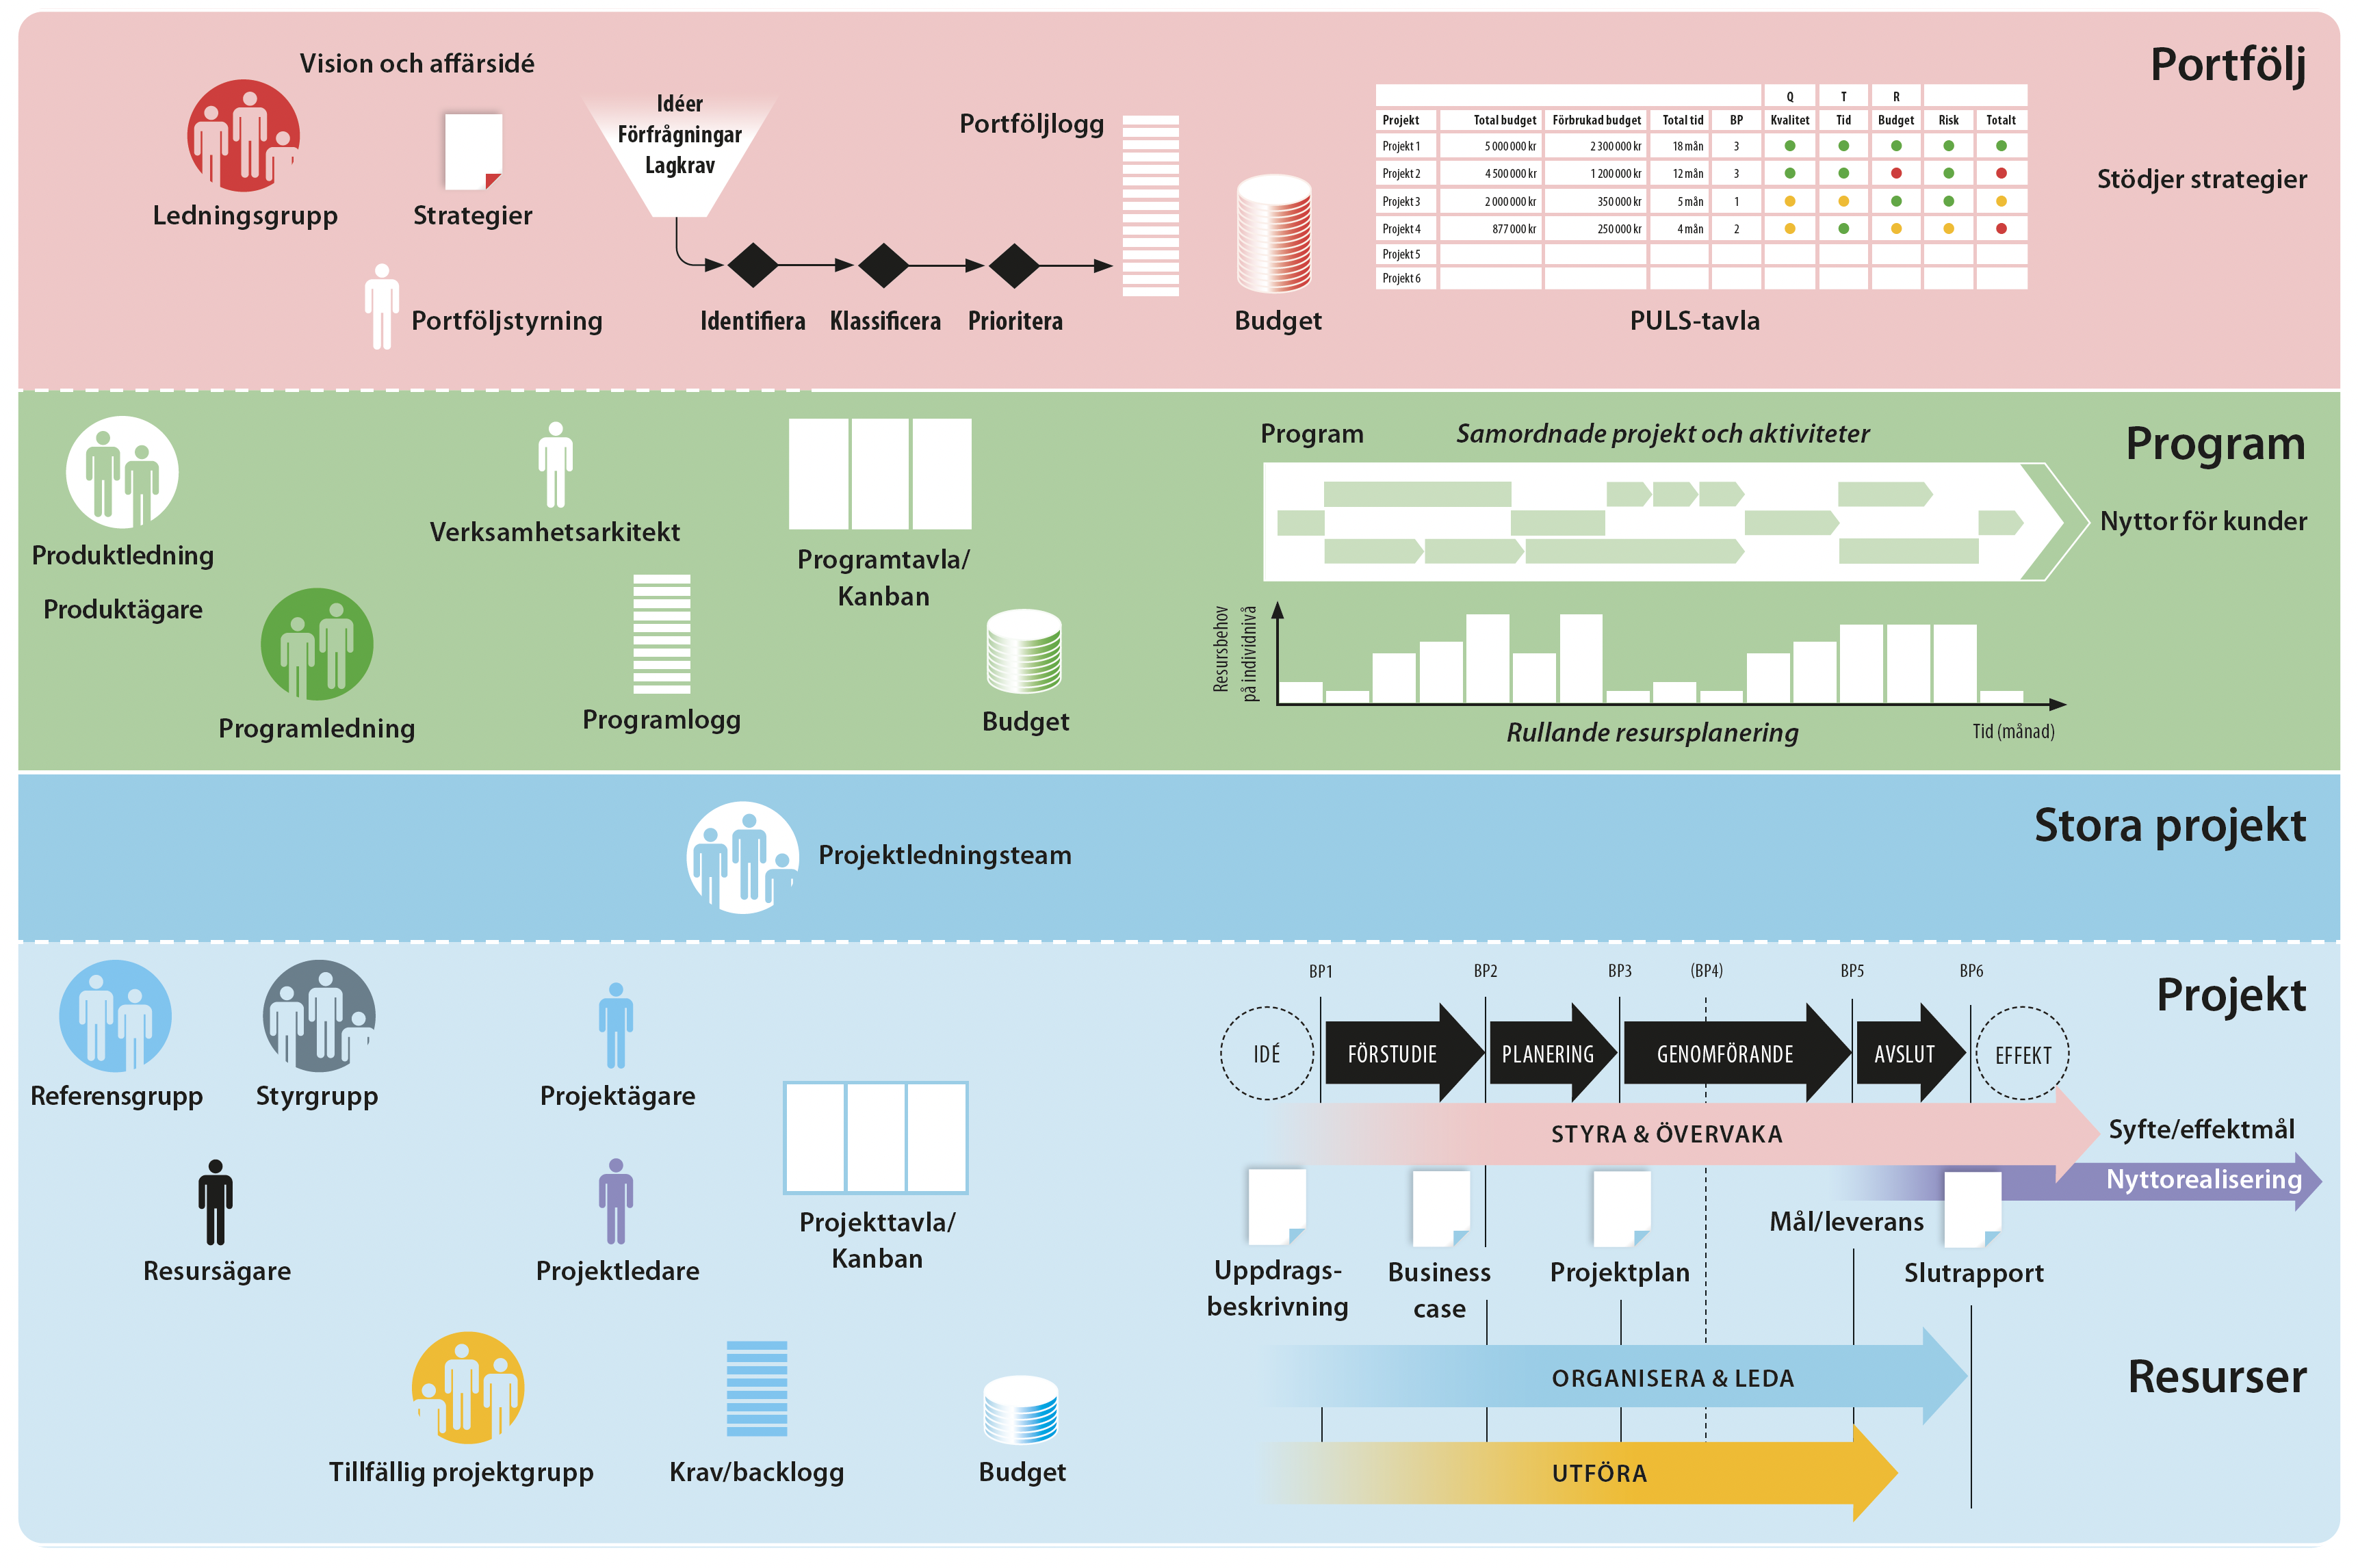 Portfölj
Vision och affärsidé
Ledningsgrupp
Strategier
Portföljstyrning
Idéer
Förfrågningar
Lagkrav
Identifiera
Klassificera
Prioritera
Portföljlogg
Budget
Q T R
Projekt Total budget Förbrukad budget Total tid BP Kvalitet Tid Budget Risk Totalt
Projekt 1 5 000 000 kr 2 300 000 kr 18 mån 3
Projekt 2 4 500 000 kr 1 200 000 kr 12 mån 3
Projekt 3 2 000 000 kr 350 000 kr 5 mån 1
Projekt 4 877 000 kr 250 000 kr 4 mån 2
Projekt 5
Projekt 6
PULS-tavla
Stödjer strategier
Program
Produktledning
Produktägare
Programledning
Verksamhetsarkitekt
Programlogg
Programtavla/
Kanban
Budget
Program
Samordnade projekt och aktiviteter
Nyttor för kunder
Resursbehov
på individnivå
Rullande resursplanering
Tid (månad)
Stora projekt
Projektledningsteam
Projekt
Referensgrupp
Styrgrupp
Projektägare
Resursägare
Projektledare
Projekttavla/
Kanban
Tillfällig projektgrupp
Krav/backlogg
Budget
BP1 BP2 BP3 (BP4) BP5 BP6
IDÉ
FÖRSTUDIE
PLANERING
GENOMFÖRANDE
AVSLUT
EFFEKT
STYRA & ÖVERVAKA
Syfte/effektmål
Nyttorealisering
Mål/leverans
Uppdrags-
beskrivning
Business
case
Projektplan
Slutrapport
ORGANISERA & LEDA
Resurser
UTFÖRA